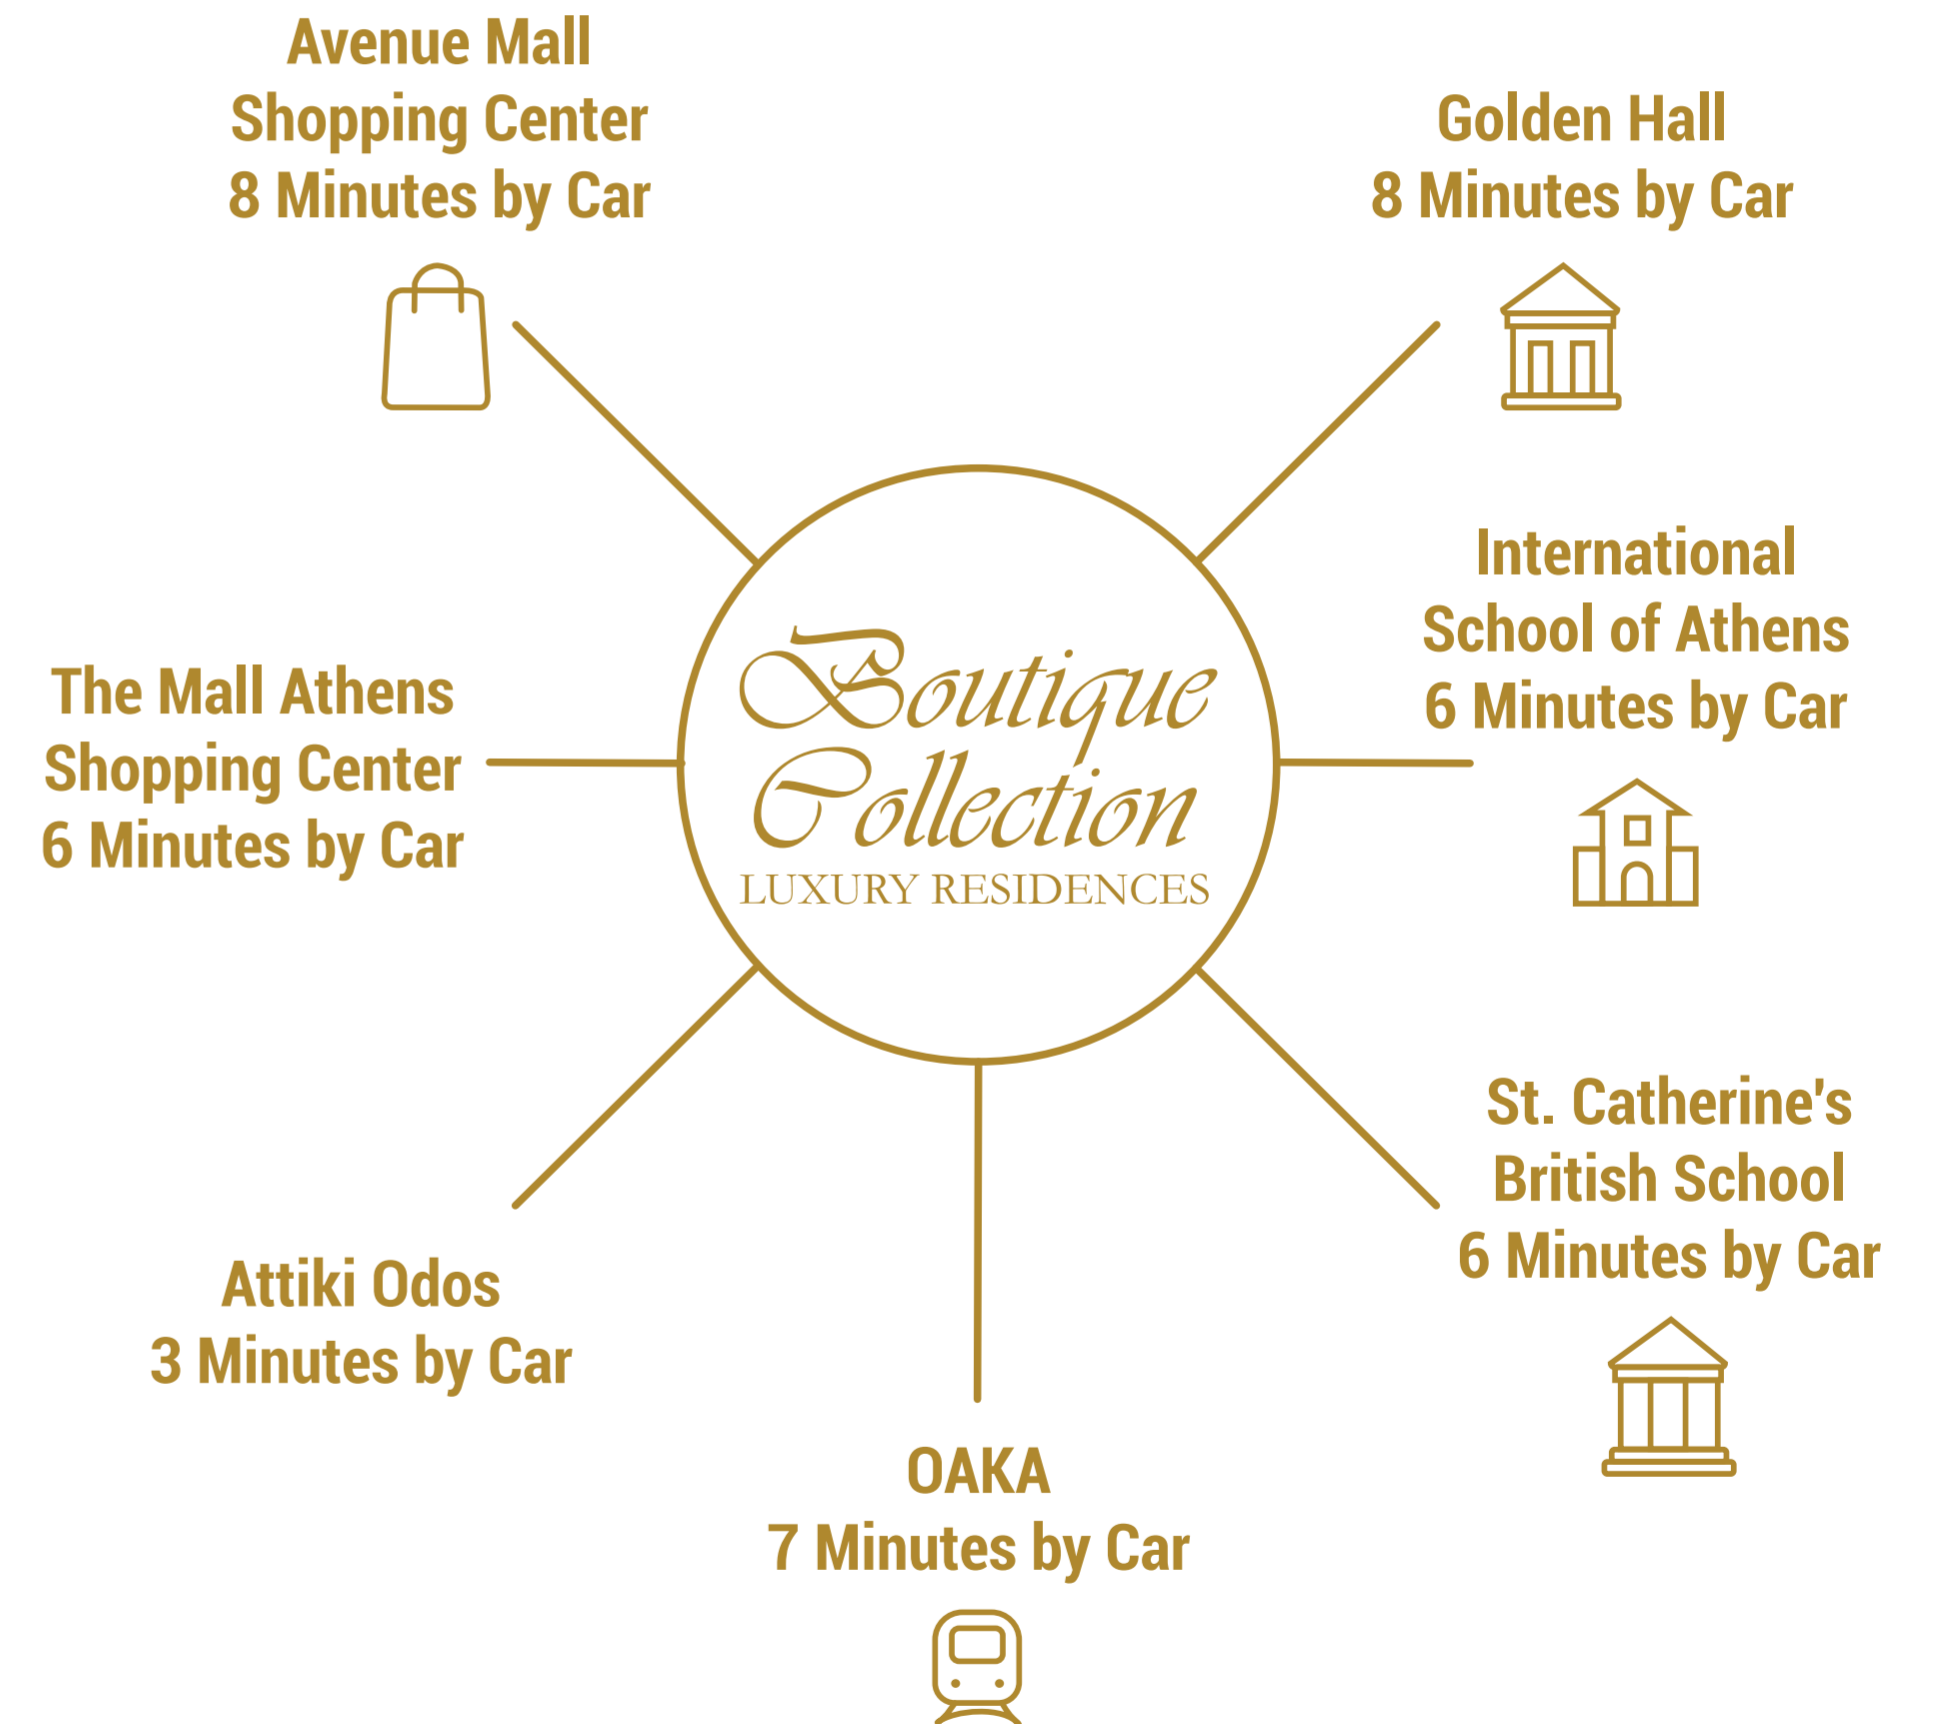 Avenue Mall
Shopping Center
8 Minutes by Car
Golden Hall
8 Minutes by Car
International
School of Athens
6 Minutes by Car
The Mall Athens
Shopping Center
6 Minutes by Car
Boutique
Collection
LUXURY RESIDENCES
St. Catherine's
British School
6 Minutes by Car
Attiki Odos
3 Minutes by Car
OAKA
7 Minutes by Car